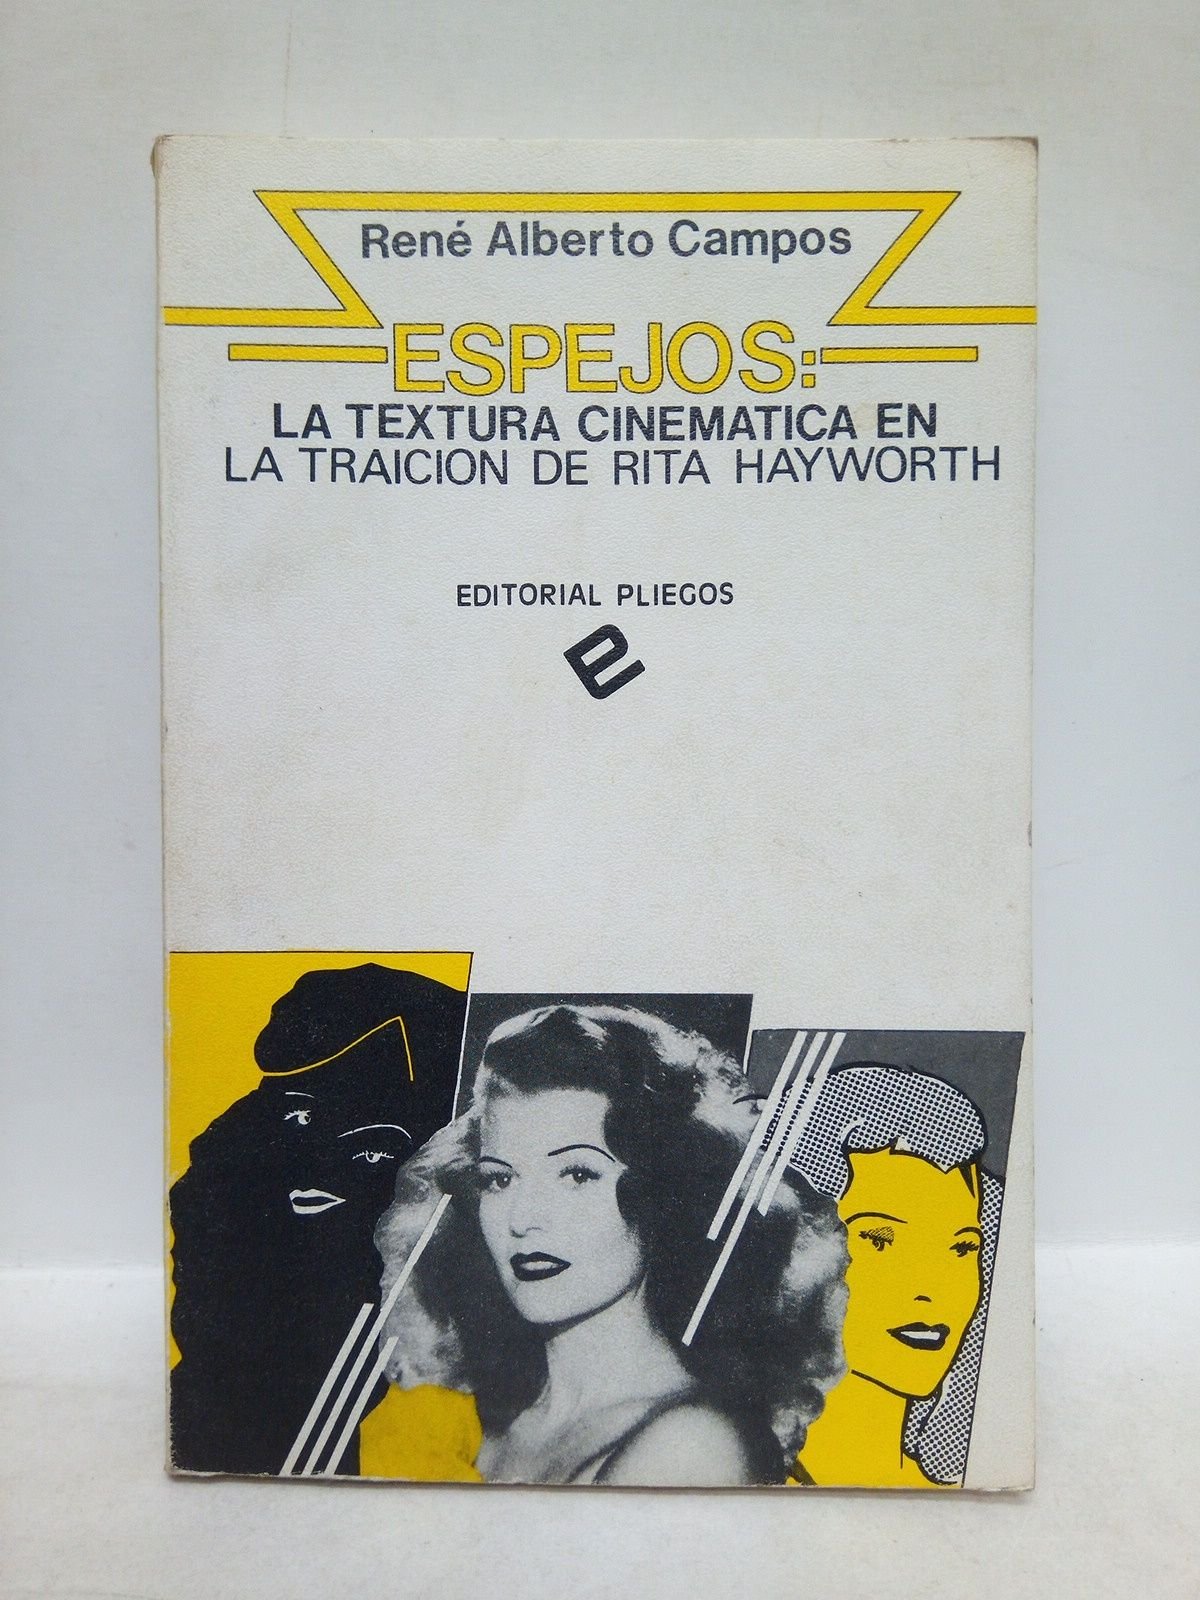 René Alberto Campos
ESPEJOS:
LA TEXTURA CINEMATICA EN
LA TRAICION DE RITA HAYWORTH
EDITORIAL PLIEGOS
e